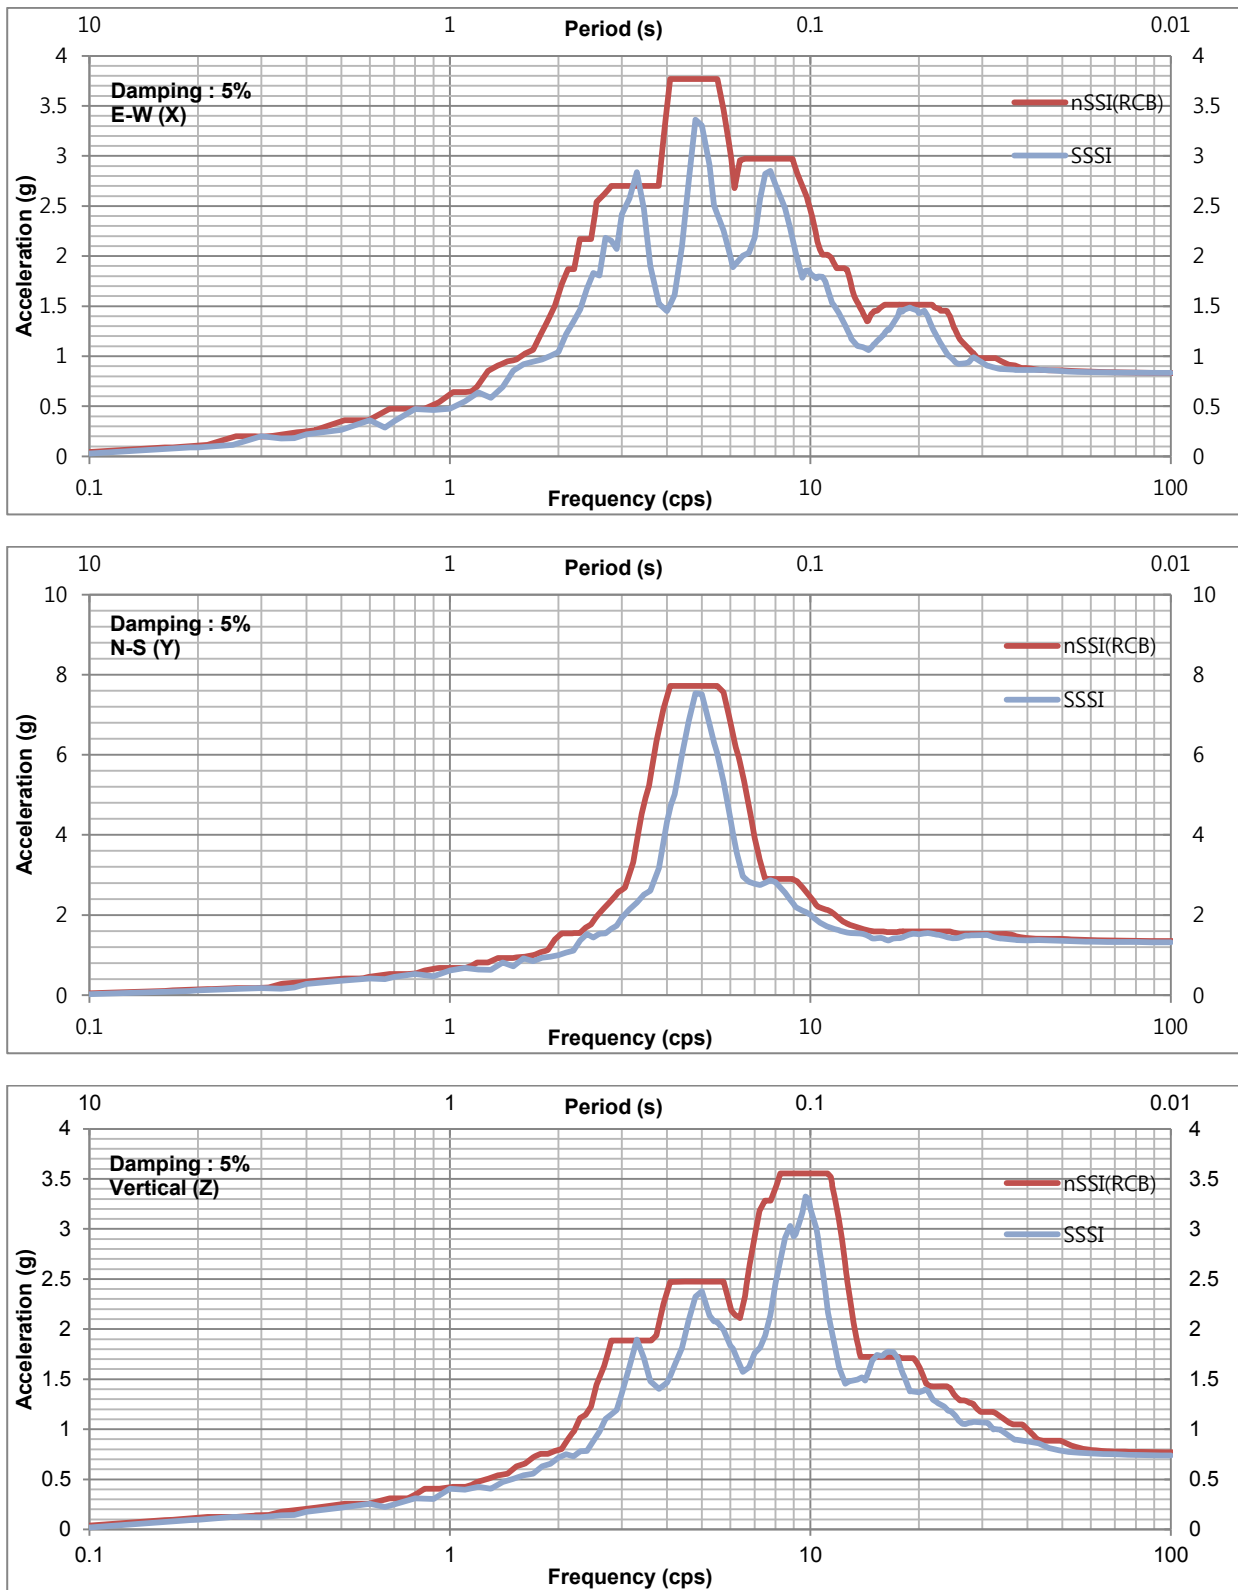 10 1 Period (s) 0.1 0.01
4 4
Damping : 5%
E-W (X)
nSSI(RCB)
3.5 3.5
3 SSSI 3
2.5 2.5
Acceleration (g)
2 2
1.5 1.5
1 1
0.5 0.5
0 0
0.1 1 10 100
Frequency (cps)
10 1 Period (s) 0.1 0.01
10 10
Damping : 5%
N-S (Y)
nSSI(RCB)
8 8
SSSI
6 6
Acceleration (g)
4 4
2 2
0 0
0.1 1 10 100
Frequency (cps)
10 1 Period (s) 0.1 0.01
4 4
Damping : 5%
Vertical (Z)
nSSI(RCB)
3.5 3.5
3 SSSI 3
2.5 2.5
Acceleration (g)
2 2
1.5 1.5
1 1
0.5 0.5
0 0
0.1 1 10 100
Frequency (cps)